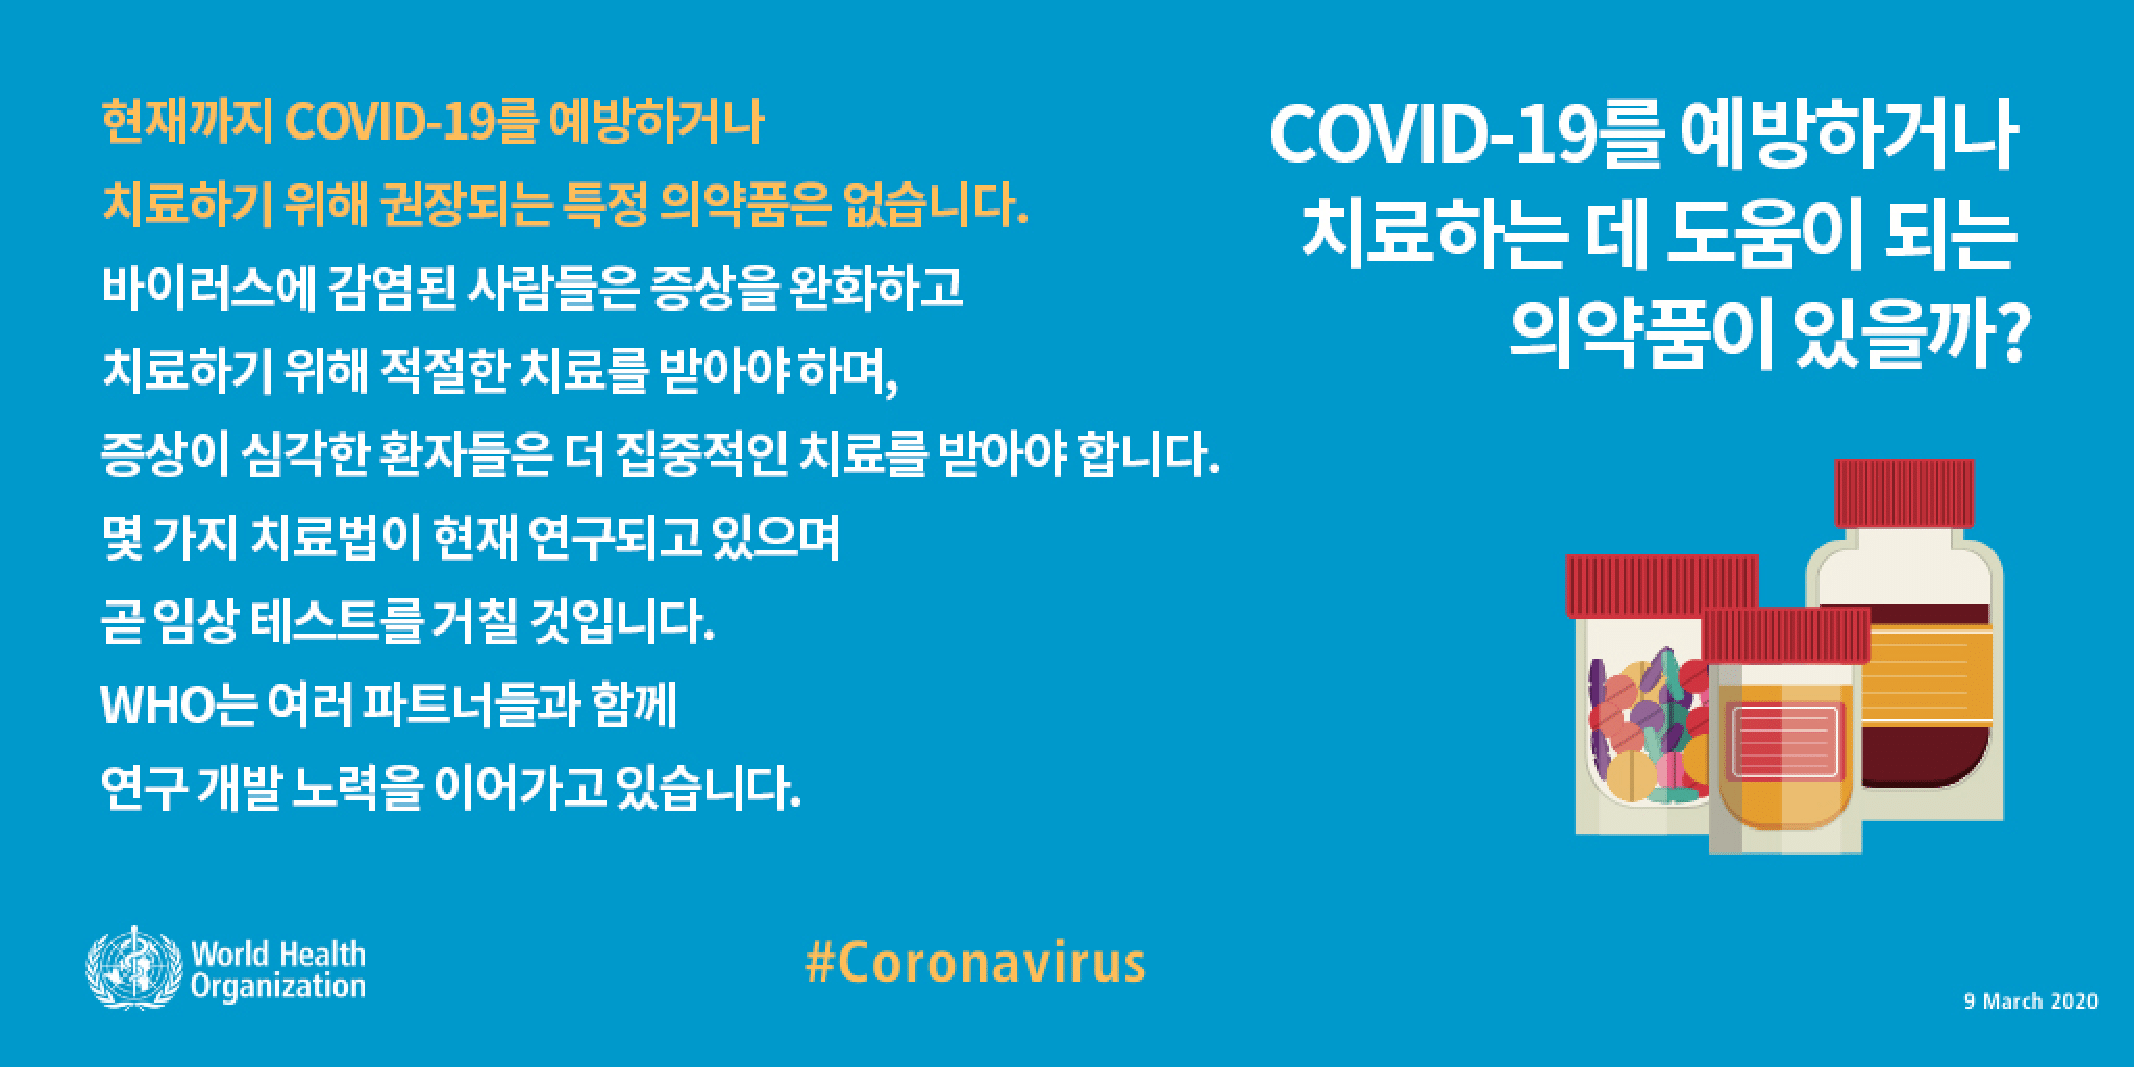 COVID-19를 예방하거나
치료하는 데 도움이 되는
의약품이 있을까?
현재까지 COVID-19를 예방하거나
치료하기 위해 권장되는 특정 의약품은 없습니다.
바이러스에 감염된 사람들은 증상을 완화하고
치료하기 위해 적절한 치료를 받아야 하며,
증상이 심각한 환자들은 더 집중적인 치료를 받아야 합니다.
몇 가지 치료법이 현재 연구되고 있으며
곧 임상 테스트를 거칠 것입니다.
WHO는 여러 파트너들과 함께
연구 개발 노력을 이어가고 있습니다.
World Health
Organization
#Coronavirus
9 March 2020